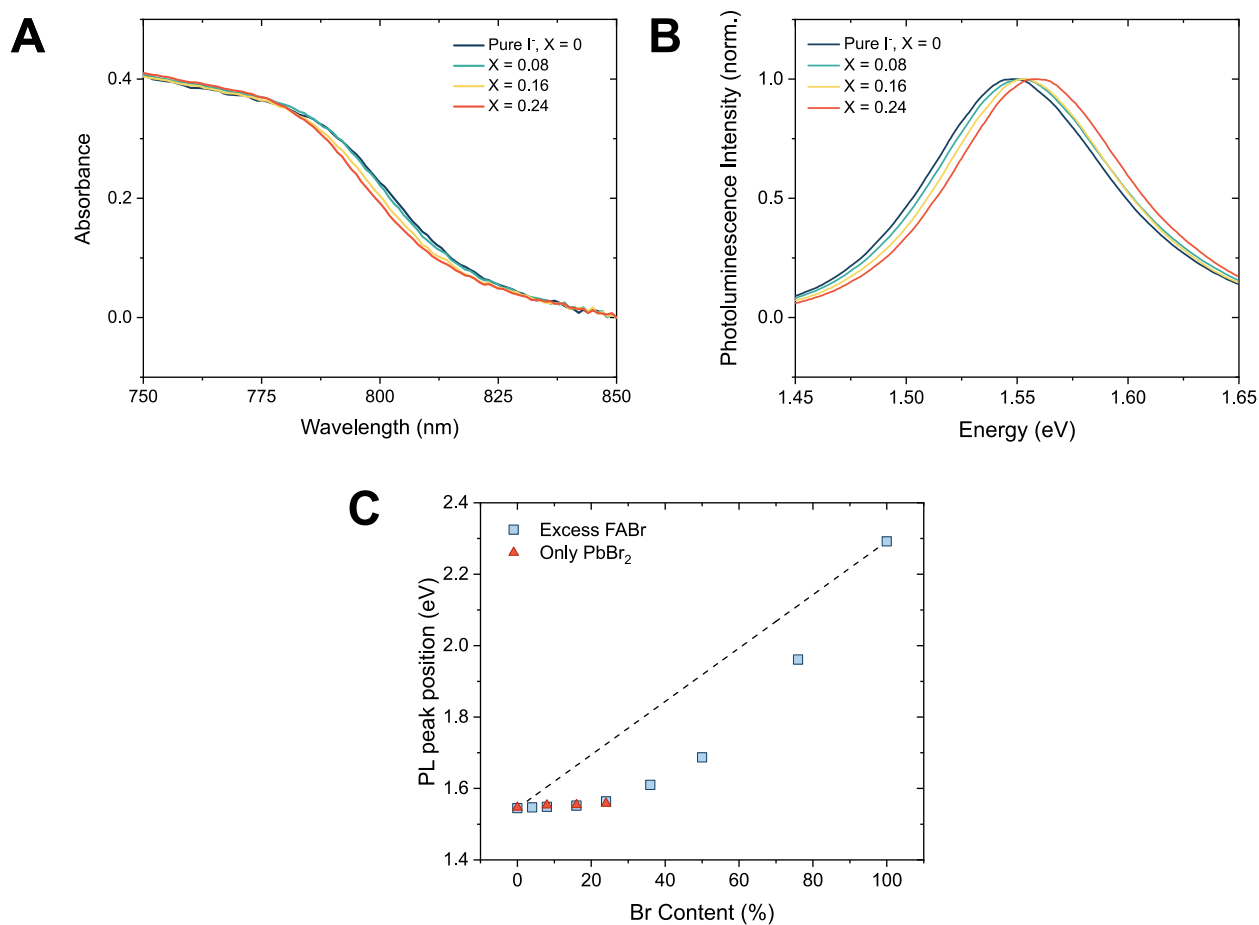 A
Pure I⁻, X = 0
X = 0.08
X = 0.16
X = 0.24
Absorbance
0.4
0.2
0.0
750
775
800
825
850
Wavelength (nm)
B
Pure I⁻, X = 0
X = 0.08
X = 0.16
X = 0.24
Photoluminescence Intensity (norm.)
1.0
0.5
0.0
1.45
1.50
1.55
1.60
1.65
Energy (eV)
C
Excess FABr
Only PbBr₂
PL peak position (eV)
2.4
2.2
2.0
1.8
1.6
1.4
0
20
40
60
80
100
Br Content (%)